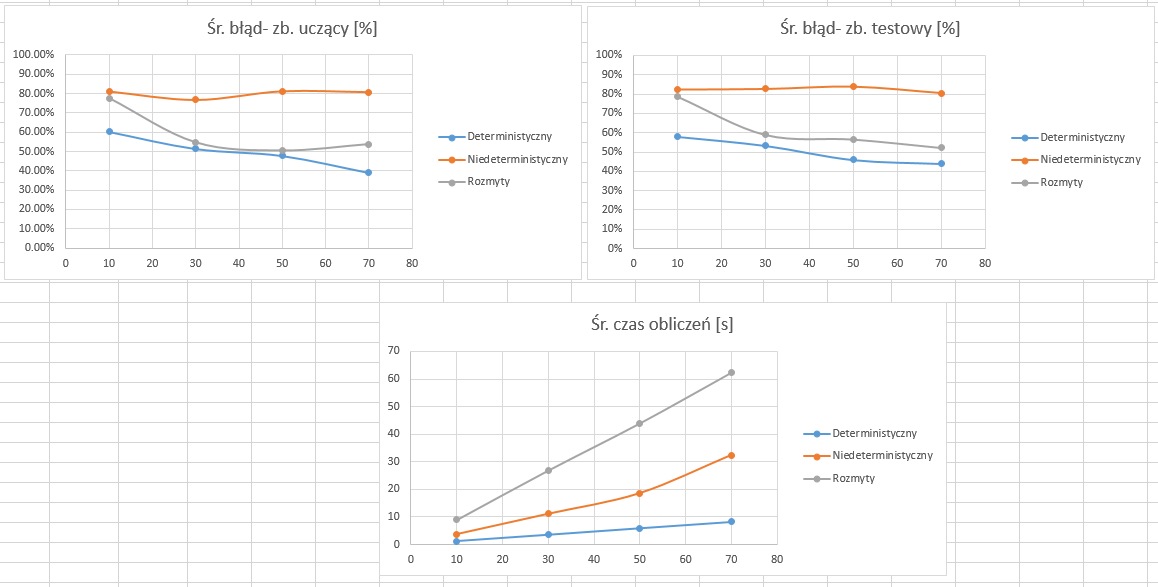 Śr. błąd- zb. uczący [%]
100.00%
90.00%
80.00%
70.00%
60.00%
50.00%
40.00%
30.00%
20.00%
10.00%
0.00%
0 10 20 30 40 50 60 70 80
Deterministyczny
Niedeterministyczny
Rozmyty
Śr. błąd- zb. testowy [%]
100%
90%
80%
70%
60%
50%
40%
30%
20%
10%
0%
0 10 20 30 40 50 60 70 80
Deterministyczny
Niedeterministyczny
Rozmyty
Śr. czas obliczeń [s]
70
60
50
40
30
20
10
0
0 10 20 30 40 50 60 70 80
Deterministyczny
Niedeterministyczny
Rozmyty